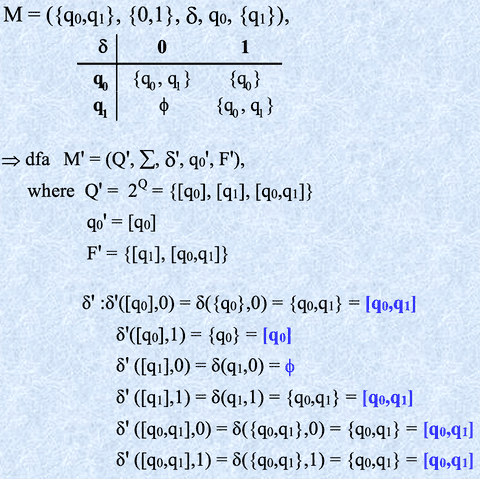 M = ({q₀,q₁}, {0,1}, δ, q₀, {q₁}),
δ 0 1
q₀ {q₀, q₁} {q₀}
q₁ ϕ {q₀, q₁}
⇒ dfa M' = (Q', ∑, δ', q₀', F'),
where Q' = 2^Q = {[q₀], [q₁], [q₀,q₁]}
q₀' = [q₀]
F' = {[q₁], [q₀,q₁]}
δ' :δ'([q₀],0) = δ({q₀},0) = {q₀,q₁} = [q₀,q₁]
δ'([q₀],1) = {q₀} = [q₀]
δ' ([q₁],0) = δ(q₁,0) = ϕ
δ' ([q₁],1) = δ(q₁,1) = {q₀,q₁} = [q₀,q₁]
δ' ([q₀,q₁],0) = δ({q₀,q₁},0) = {q₀,q₁} = [q₀,q₁]
δ' ([q₀,q₁],1) = δ({q₀,q₁},1) = {q₀,q₁} = [q₀,q₁]